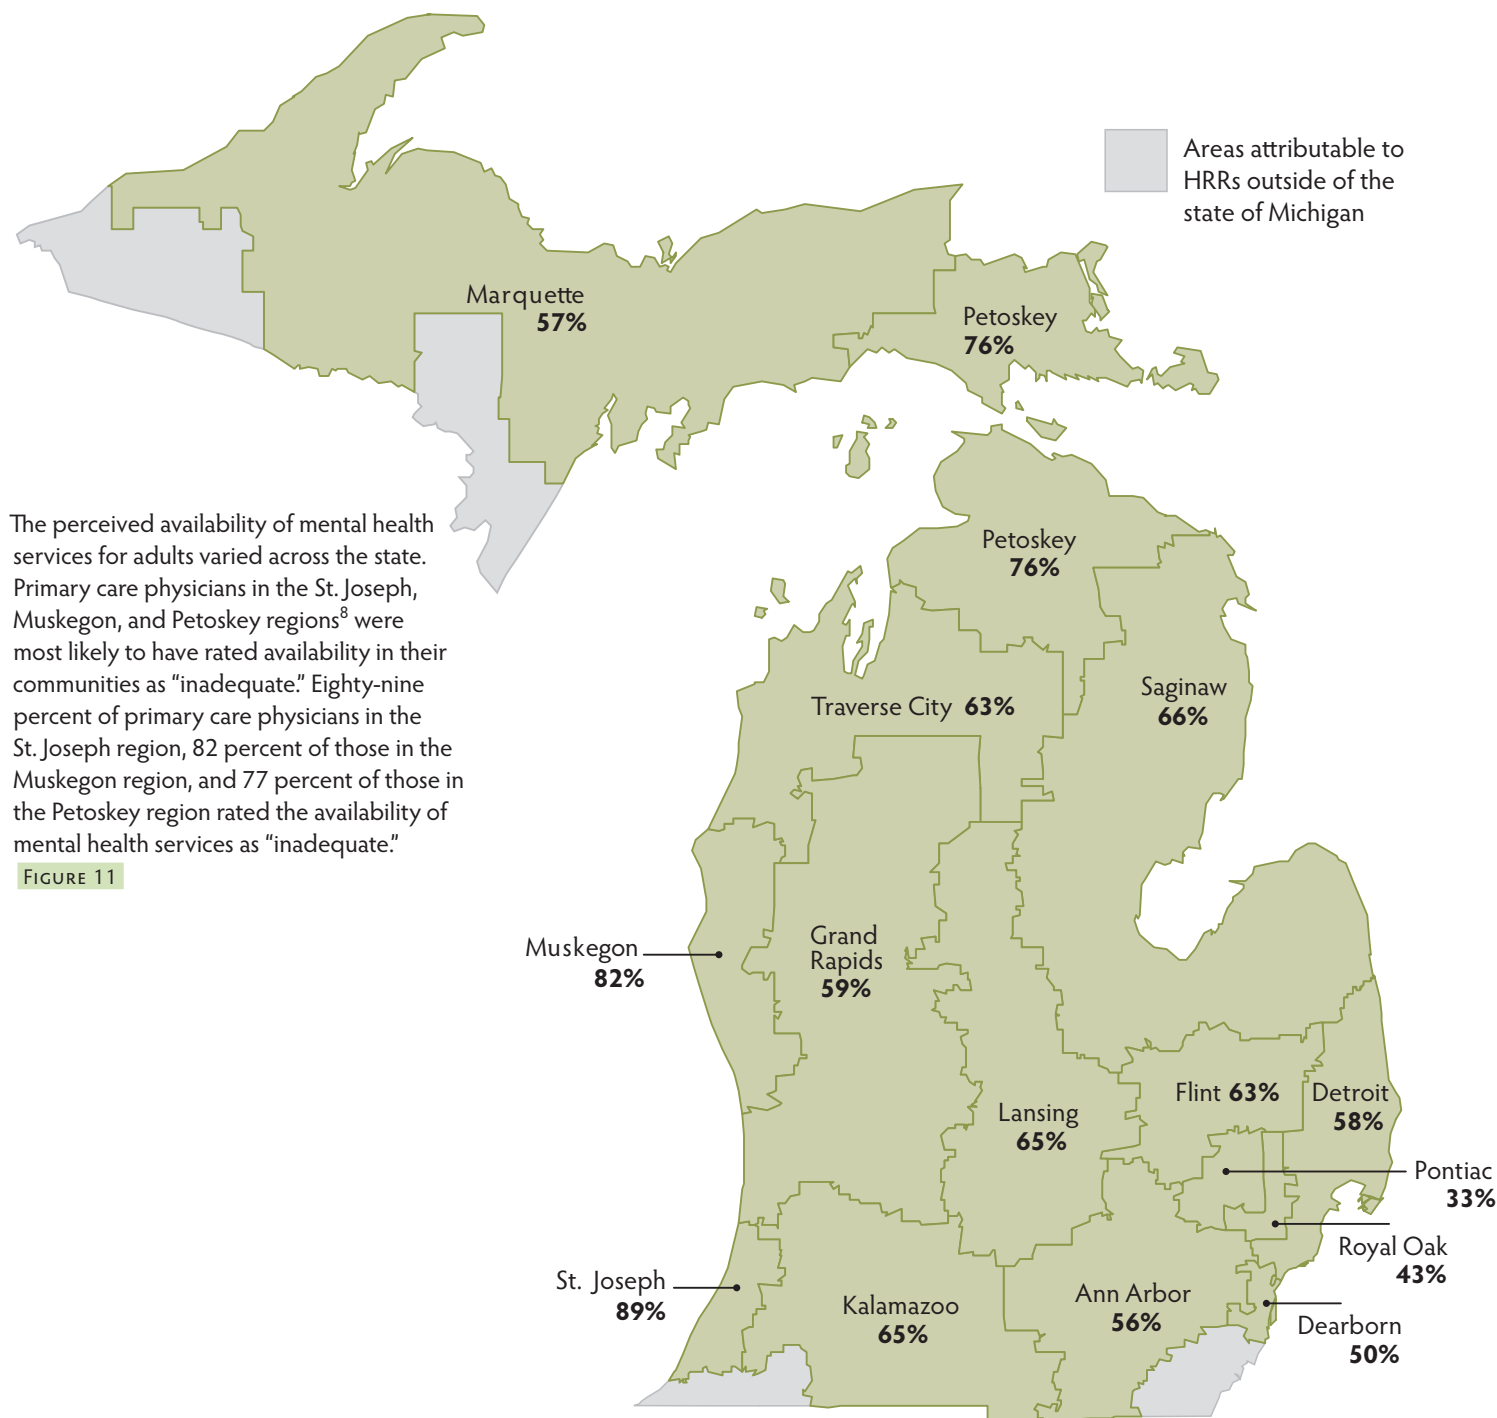 Areas attributable to
HRRs outside of the
state of Michigan
Marquette
57%
Petoskey
76%
The perceived availability of mental health
services for adults varied across the state.
Primary care physicians in the St. Joseph,
Muskegon, and Petoskey regions8 were
most likely to have rated availability in their
communities as “inadequate.” Eighty-nine
percent of primary care physicians in the
St. Joseph region, 82 percent of those in the
Muskegon region, and 77 percent of those in
the Petoskey region rated the availability of
mental health services as “inadequate.”
FIGURE 11
Petoskey
76%
Traverse City 63%
Saginaw
66%
Muskegon
82%
Grand
Rapids
59%
Lansing
65%
Flint 63%
Detroit
58%
Pontiac
33%
Royal Oak
43%
St. Joseph
89%
Kalamazoo
65%
Ann Arbor
56%
Dearborn
50%